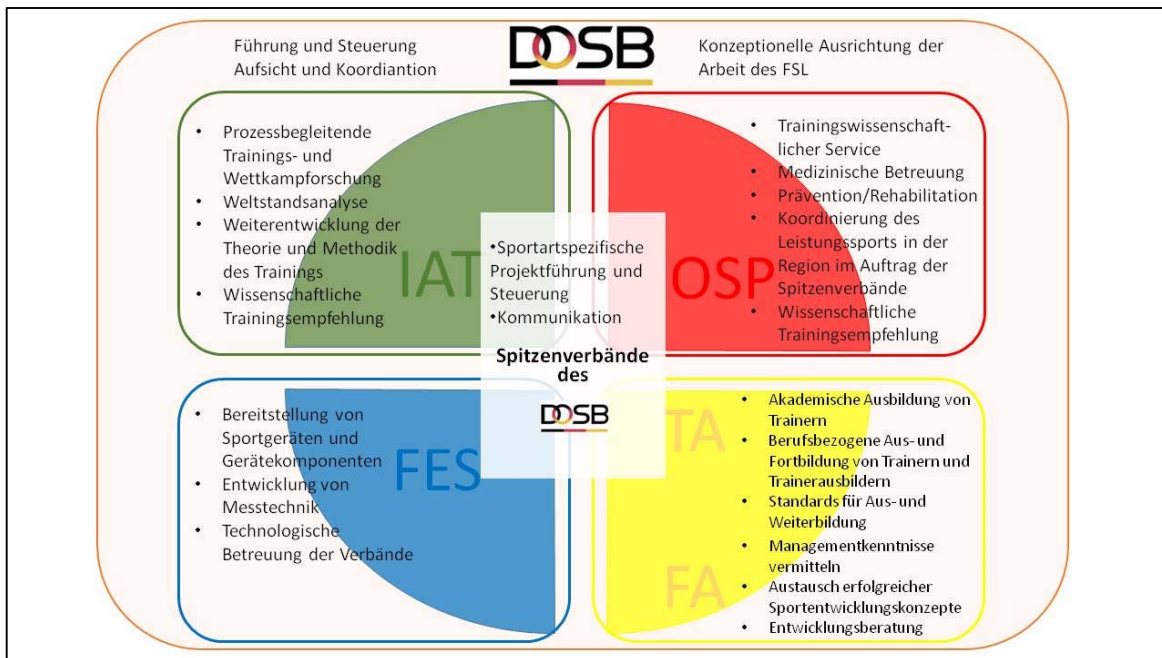 Führung und Steuerung
Aufsicht und Koordiantion
DOSB
Konzeptionelle Ausrichtung der
Arbeit des FSL
• Prozessbegleitende
Trainings- und
Wettkampforschung
• Weltstandsanalyse
• Weiterentwicklung der
Theorie und Methodik
des Trainings
• Wissenschaftliche
Trainingsempfehlung
IAT
• Trainingswissenschaft-
licher Service
• Medizinische Betreuung
• Prävention/Rehabilitation
• Koordinierung des
Leistungssports in der
Region im Auftrag der
Spitzenverbände
• Wissenschaftliche
Trainingsempfehlung
OSP
•Sportartspezifische
Projektführung und
Steuerung
•Kommunikation
Spitzenverbände
des
DOSB
• Bereitstellung von
Sportgeräten und
Gerätekomponenten
• Entwicklung von
Messtechnik
• Technologische
Betreuung der Verbände
FES
TA
• Akademische Ausbildung von
Trainern
• Berufsbezogene Aus- und
Fortbildung von Trainern und
Trainerausbildern
• Standards für Aus- und
Weiterbildung
• Managementkenntnisse
vermitteln
• Austausch erfolgreicher
Sportentwicklungskonzepte
• Entwicklungsberatung
FA